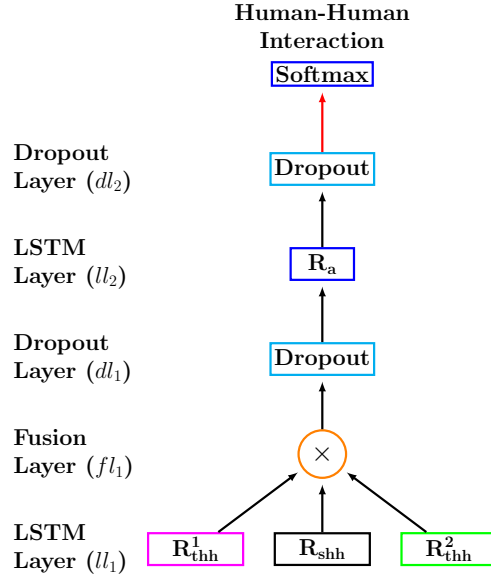 Human-Human
Interaction
Softmax
Dropout
Layer (dl₂)
Dropout
LSTM
Layer (ll₂)
Rₐ
Dropout
Layer (dl₁)
Dropout
Fusion
Layer (fl₁)
×
LSTM
Layer (ll₁)
R¹thh
Rshh
R²thh